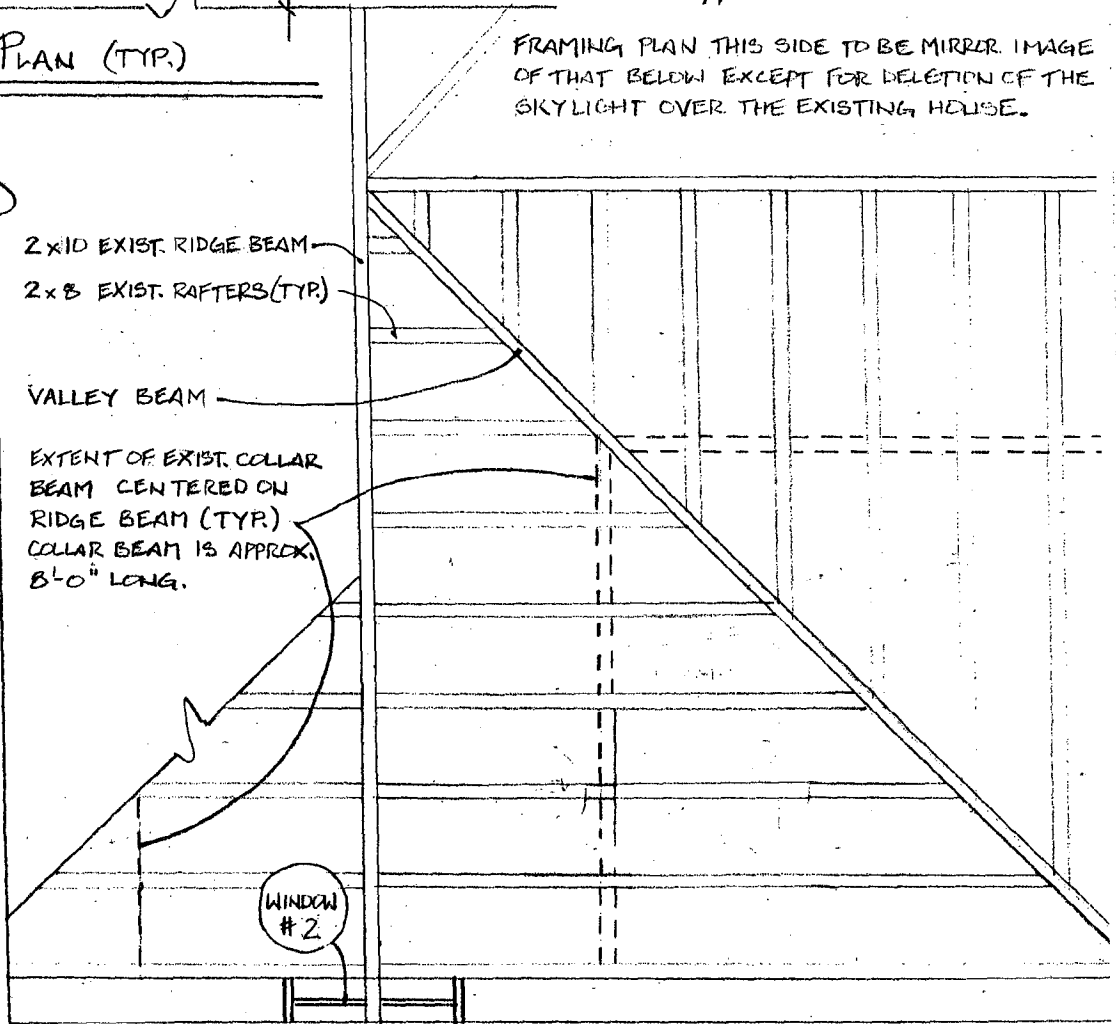 PLAN (TYP.)
FRAMING PLAN THIS SIDE TO BE MIRROR IMAGE
OF THAT BELOW EXCEPT FOR DELETION OF THE
SKYLIGHT OVER THE EXISTING HOUSE.
2x10 EXIST. RIDGE BEAM
2x8 EXIST. RAFTERS (TYP.)
VALLEY BEAM
EXTENT OF EXIST. COLLAR
BEAM CENTERED ON
RIDGE BEAM (TYP.)
COLLAR BEAM IS APPROX.
8'-0" LONG.
WINDOW
#2